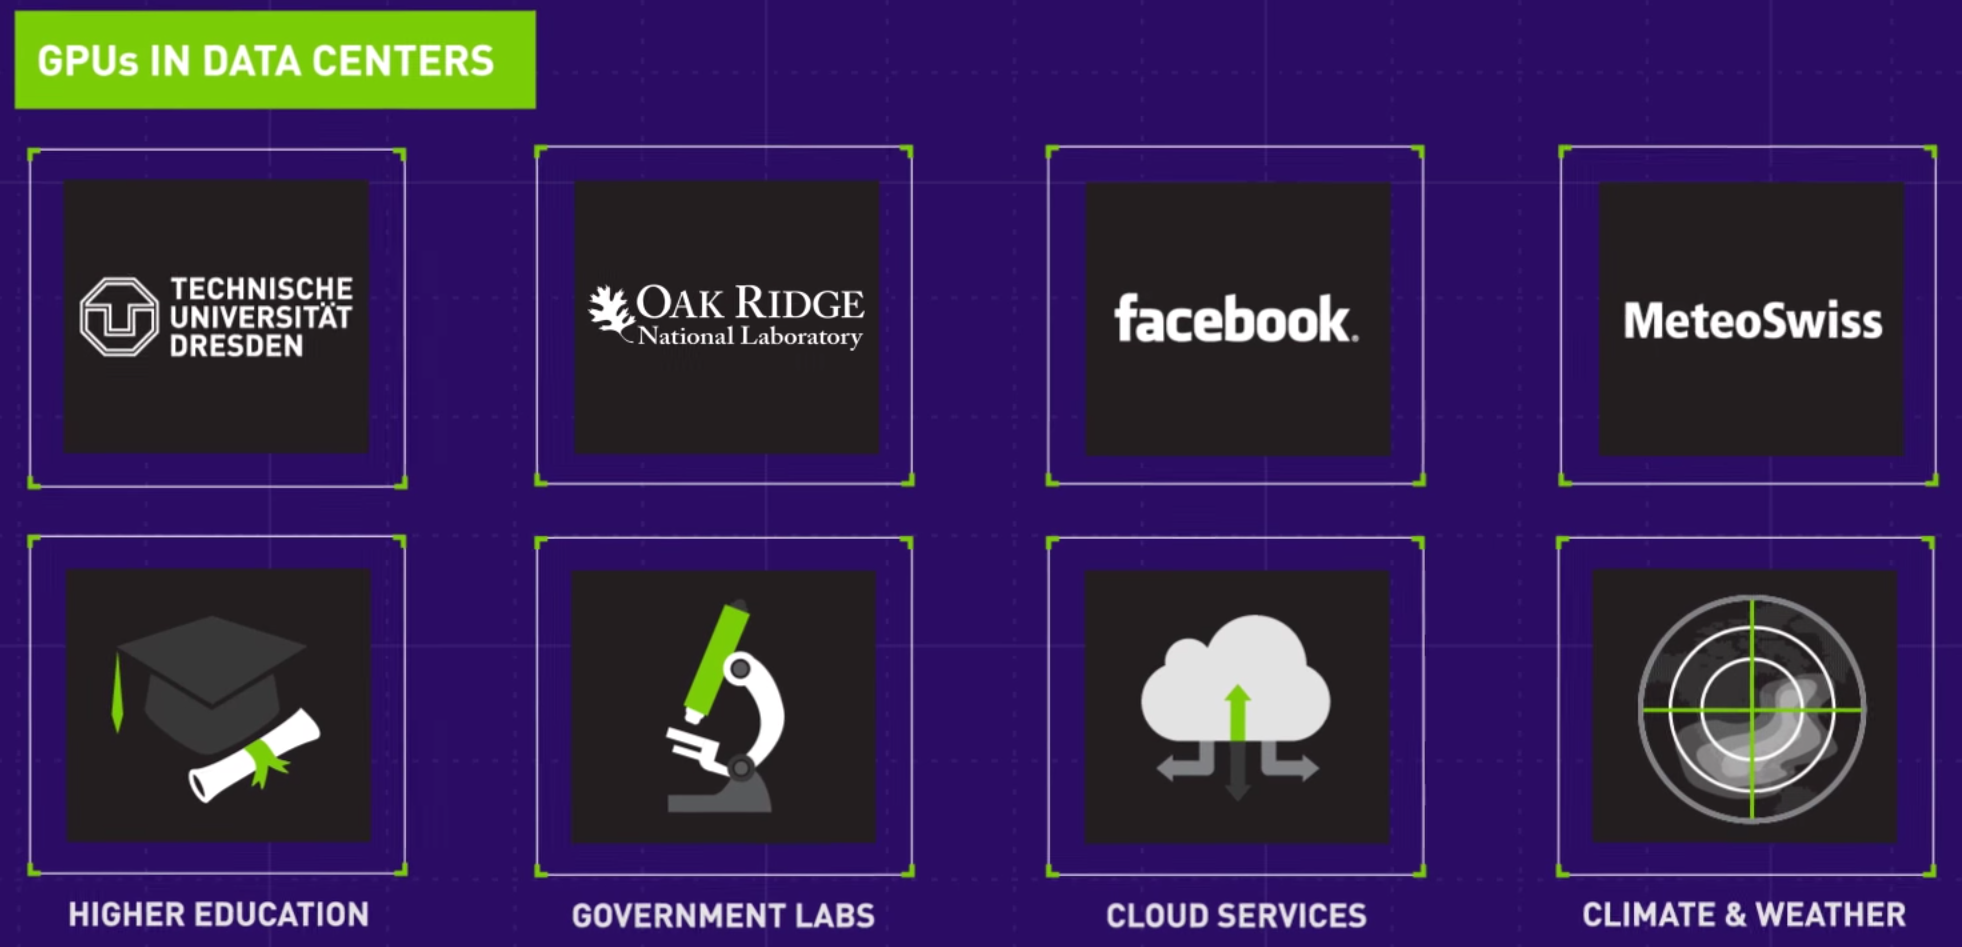 GPUs IN DATA CENTERS
TECHNISCHE
UNIVERSITÄT
DRESDEN
OAK RIDGE
National Laboratory
facebook®
MeteoSwiss
HIGHER EDUCATION
GOVERNMENT LABS
CLOUD SERVICES
CLIMATE & WEATHER